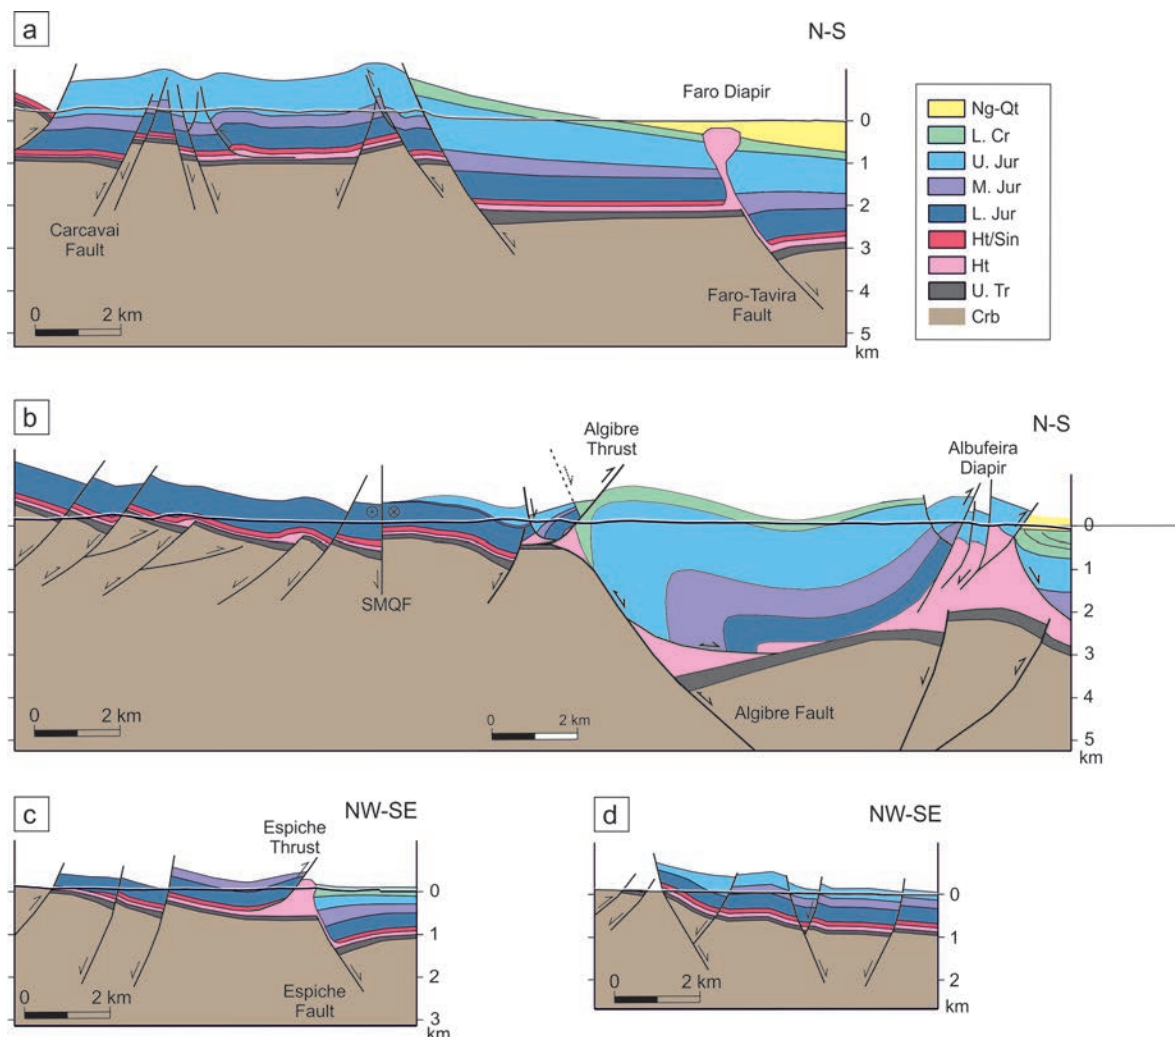 a
N-S
Faro Diapir
Carcavai
Fault
Faro-Tavira
Fault
0 2 km
0
1
2
3
4
5
km
Ng-Qt
L. Cr
U. Jur
M. Jur
L. Jur
Ht/Sin
Ht
U. Tr
Crb
b
N-S
Algibre
Thrust
Albufeira
Diapir
SMQF
Algibre Fault
0 2 km
0 2 km
0
1
2
3
4
5
km
c
NW-SE
Espiche
Thrust
Espiche
Fault
0 2 km
0
1
2
3
km
d
NW-SE
0 2 km
0
1
2
km